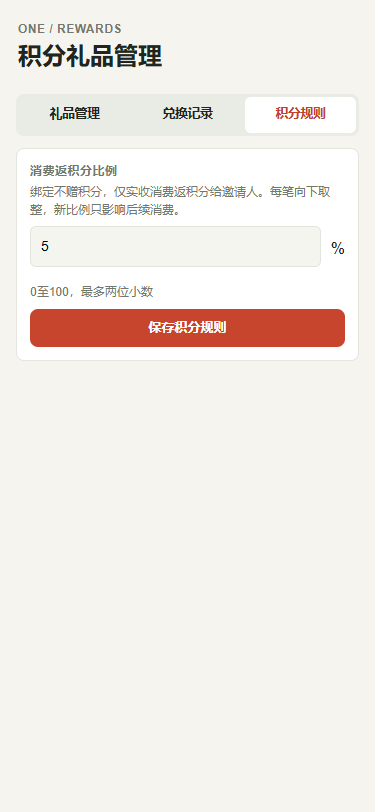 ONE / REWARDS
积分礼品管理
礼品管理
兑换记录
积分规则
消费返积分比例
绑定不赠积分，仅实收消费返积分给邀请人。每笔向下取
整，新比例只影响后续消费。
5
%
0至100，最多两位小数
保存积分规则